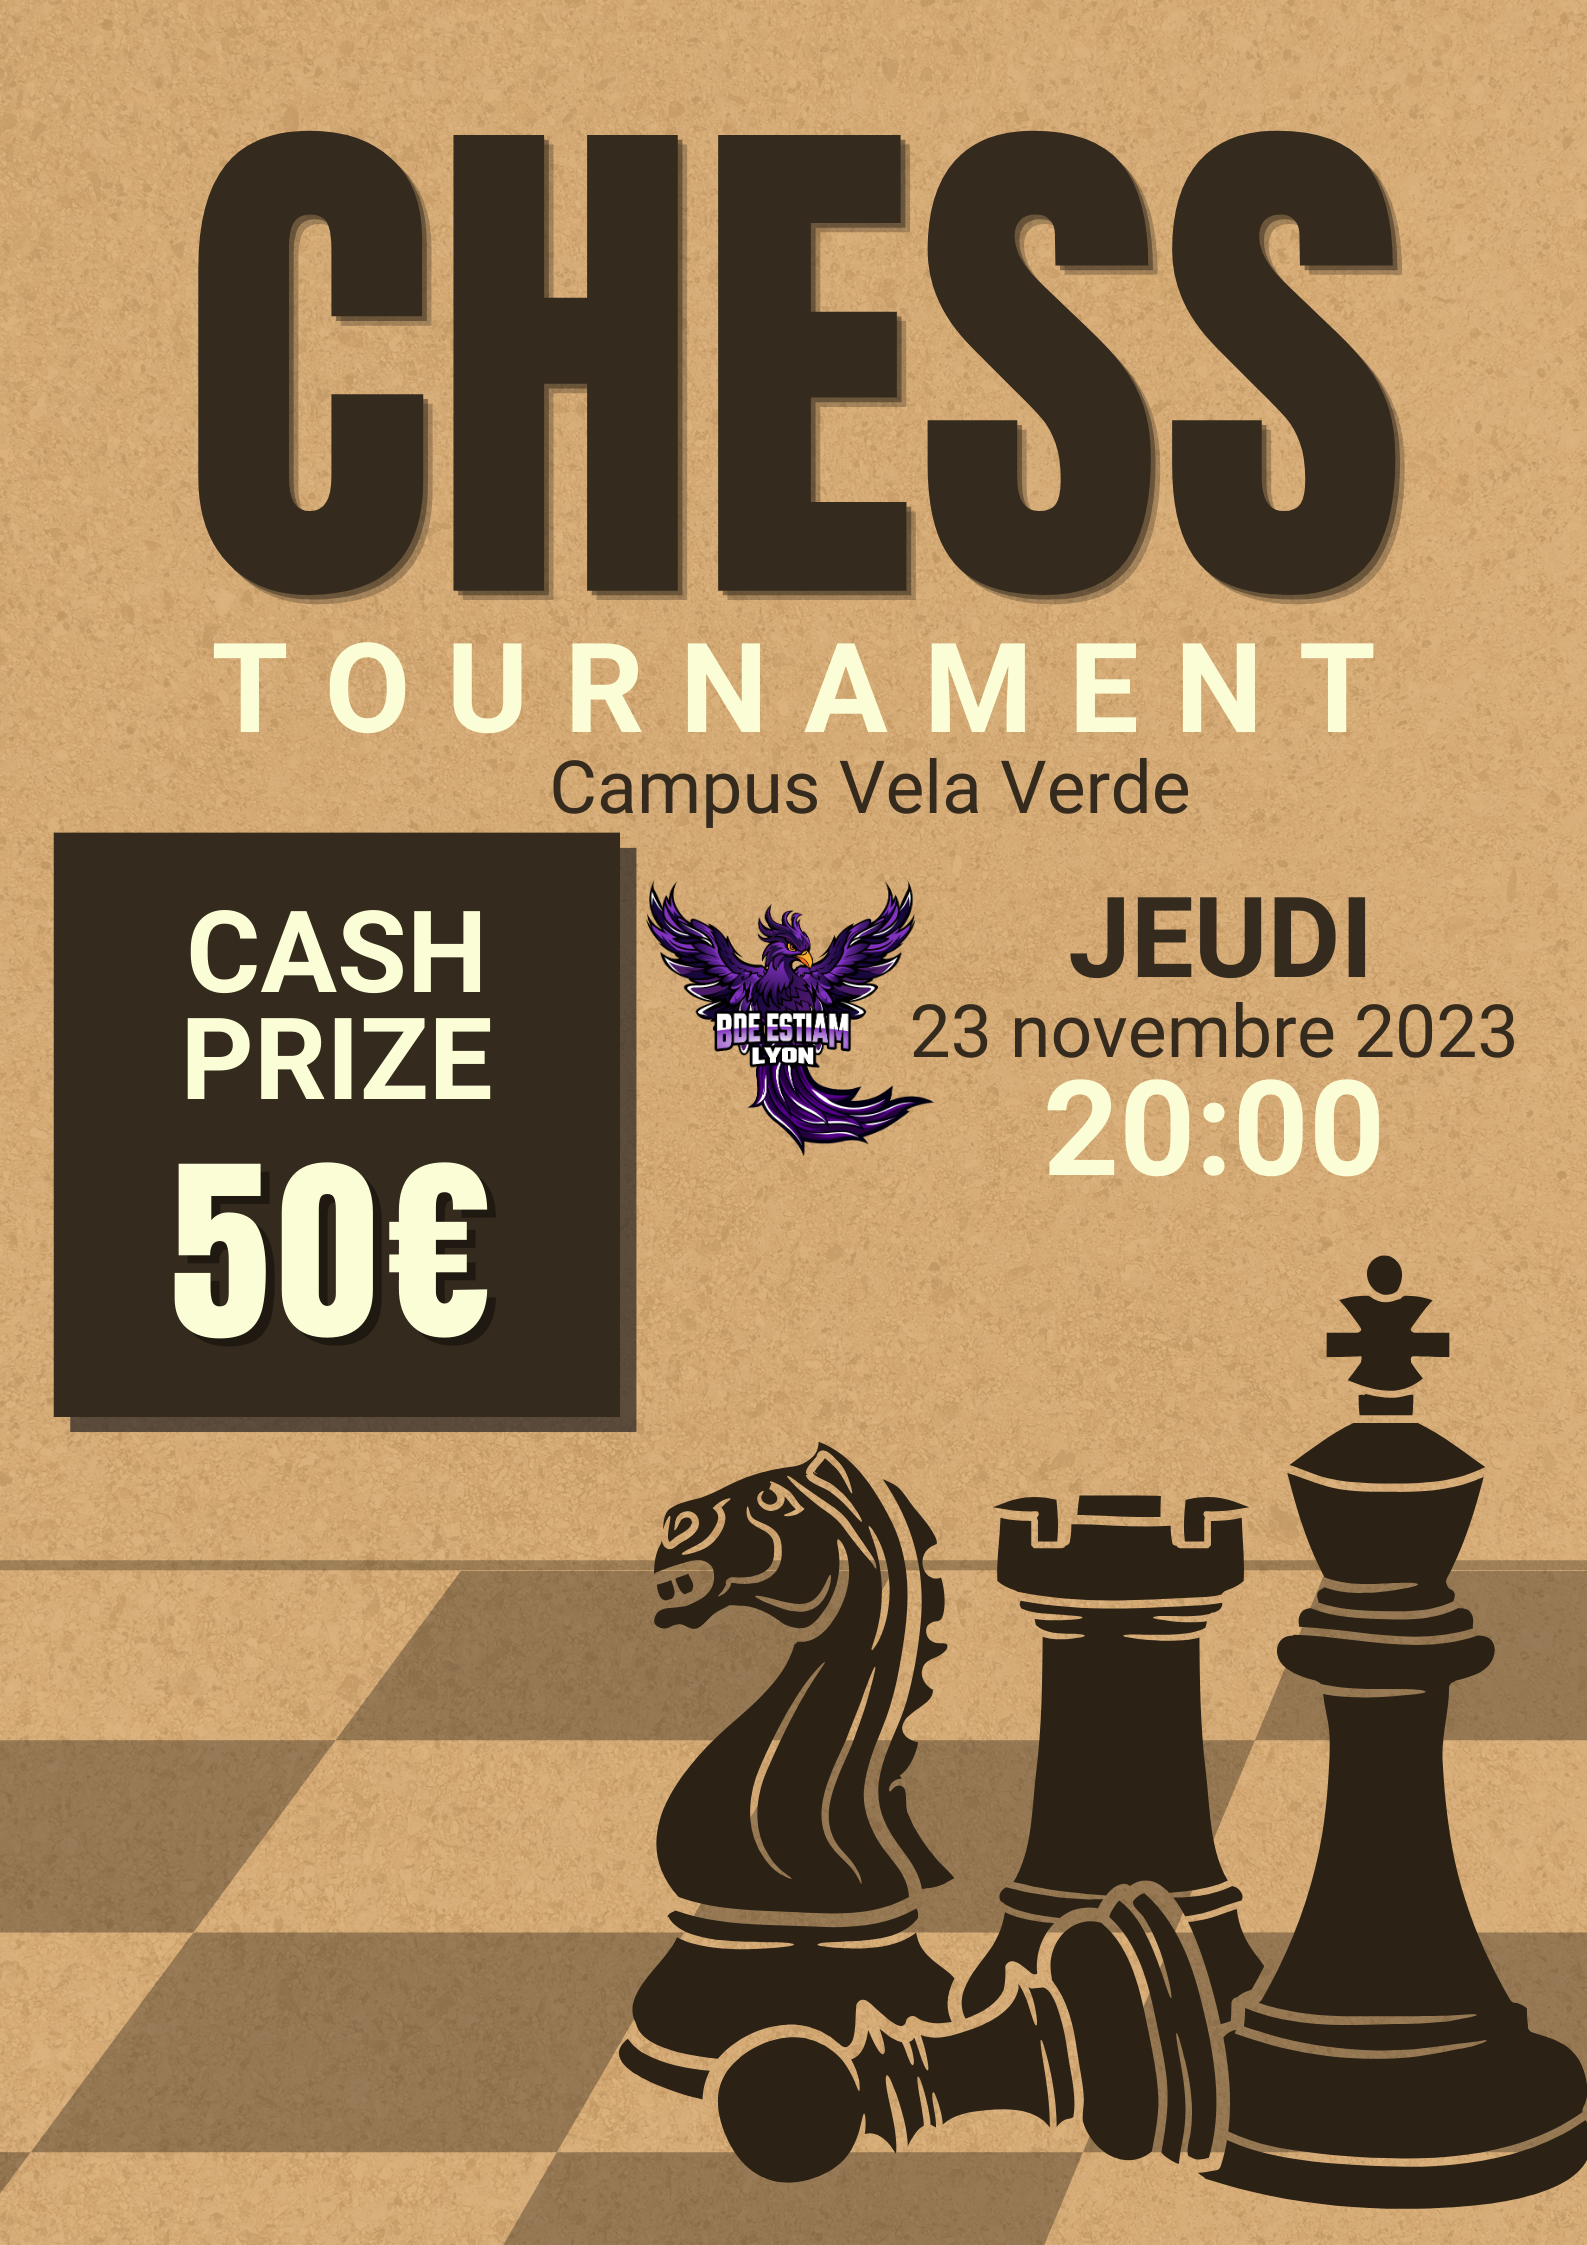 CHESS
TOURNAMENT
Campus Vela Verde
CASH
PRIZE
50€
BDE ESTIAM
LYON
JEUDI
23 novembre 2023
20:00